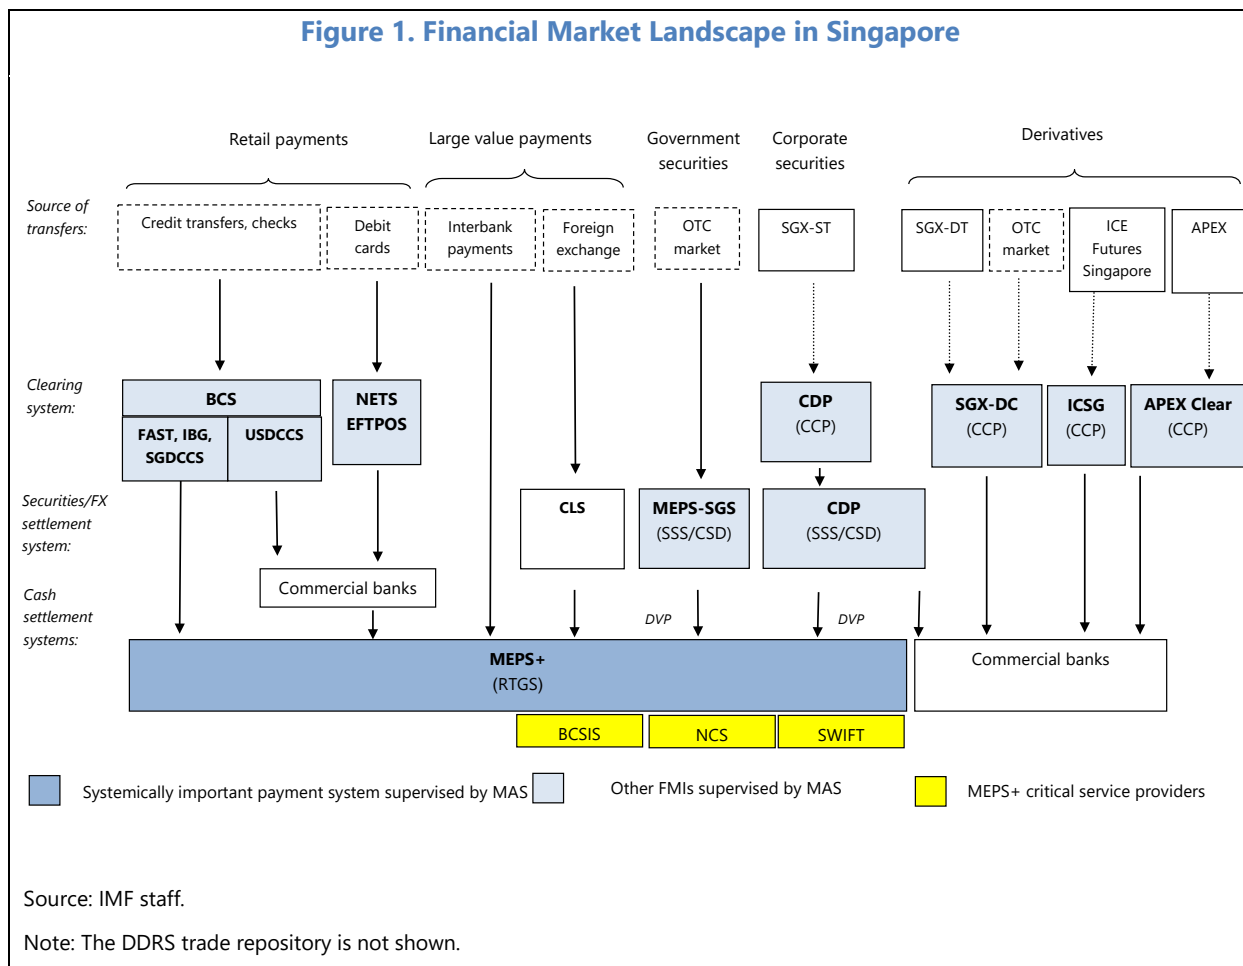 Figure 1. Financial Market Landscape in Singapore
Retail payments
Large value payments
Government
securities
Corporate
securities
Derivatives
Source of
transfers:
Credit transfers, checks
Debit
cards
Interbank
payments
Foreign
exchange
OTC
market
SGX-ST
SGX-DT
OTC
market
ICE
Futures
Singapore
APEX
Clearing
system:
BCS
FAST, IBG,
SGDCCS
USDCCS
NETS
EFTPOS
CDP
(CCP)
SGX-DC
(CCP)
ICSG
(CCP)
APEX Clear
(CCP)
Securities/FX
settlement
system:
CLS
MEPS-SGS
(SSS/CSD)
CDP
(SSS/CSD)
Cash
settlement
systems:
Commercial banks
DVP
DVP
MEPS+
(RTGS)
Commercial banks
BCSIS
NCS
SWIFT
Systemically important payment system supervised by MAS
Other FMIs supervised by MAS
MEPS+ critical service providers
Source: IMF staff.
Note: The DDRS trade repository is not shown.